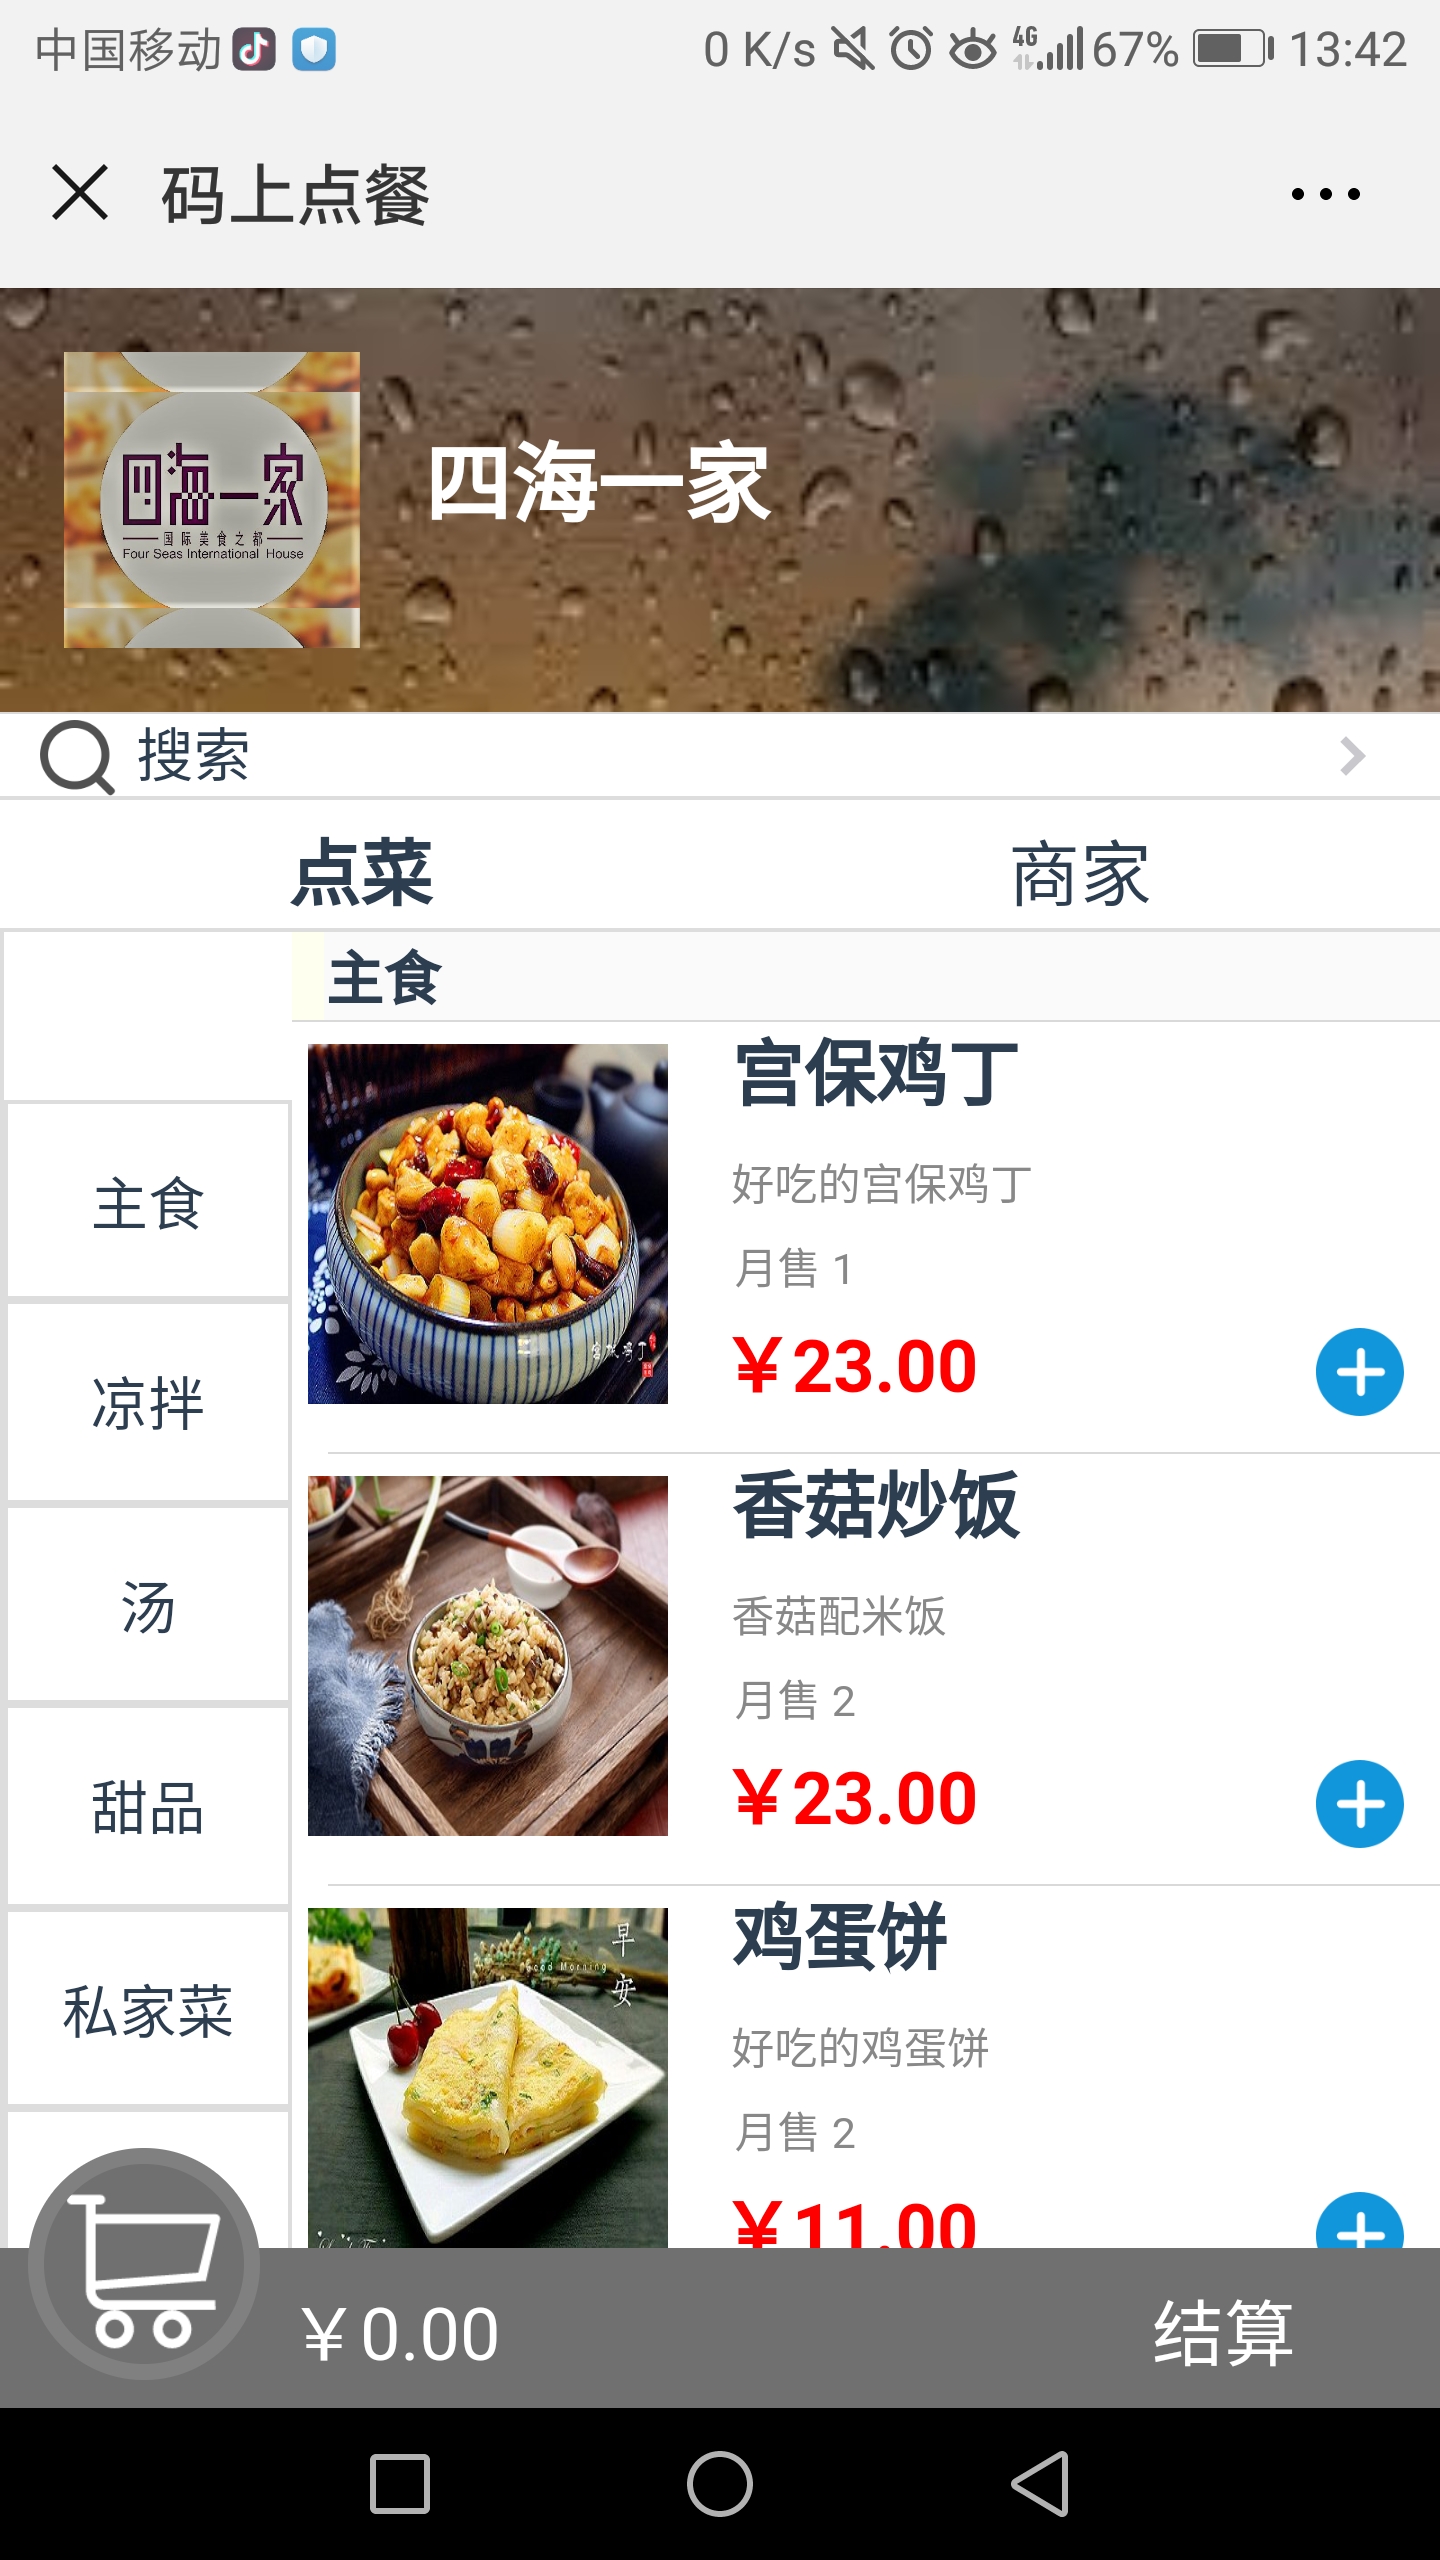 中国移动
0 K/s 4G 67% 13:42
码上点餐
四海一家
国际美食之都
Four Seas International House
四海一家
搜索
点菜 商家
主食
主食
凉拌
汤
甜品
私家菜
宫保鸡丁
好吃的宫保鸡丁
月售 1
￥23.00
宫保鸡丁
香菇炒饭
香菇配米饭
月售 2
￥23.00
早安
Good Morning
鸡蛋饼
好吃的鸡蛋饼
月售 2
￥11.00
￥0.00
结算